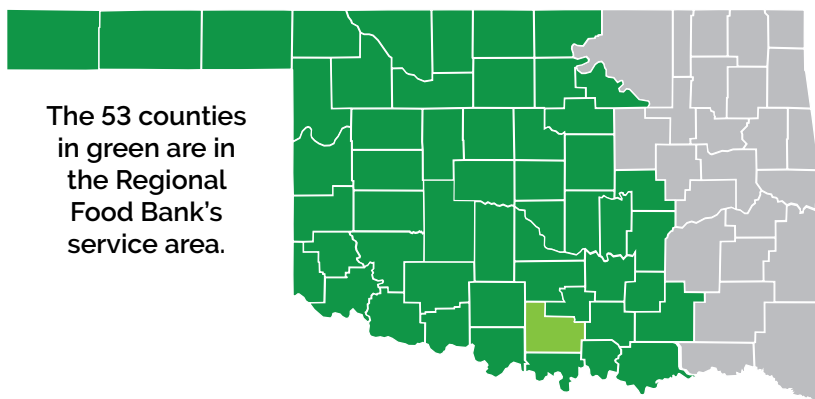 The 53 counties
in green are in
the Regional
Food Bank's
service area.